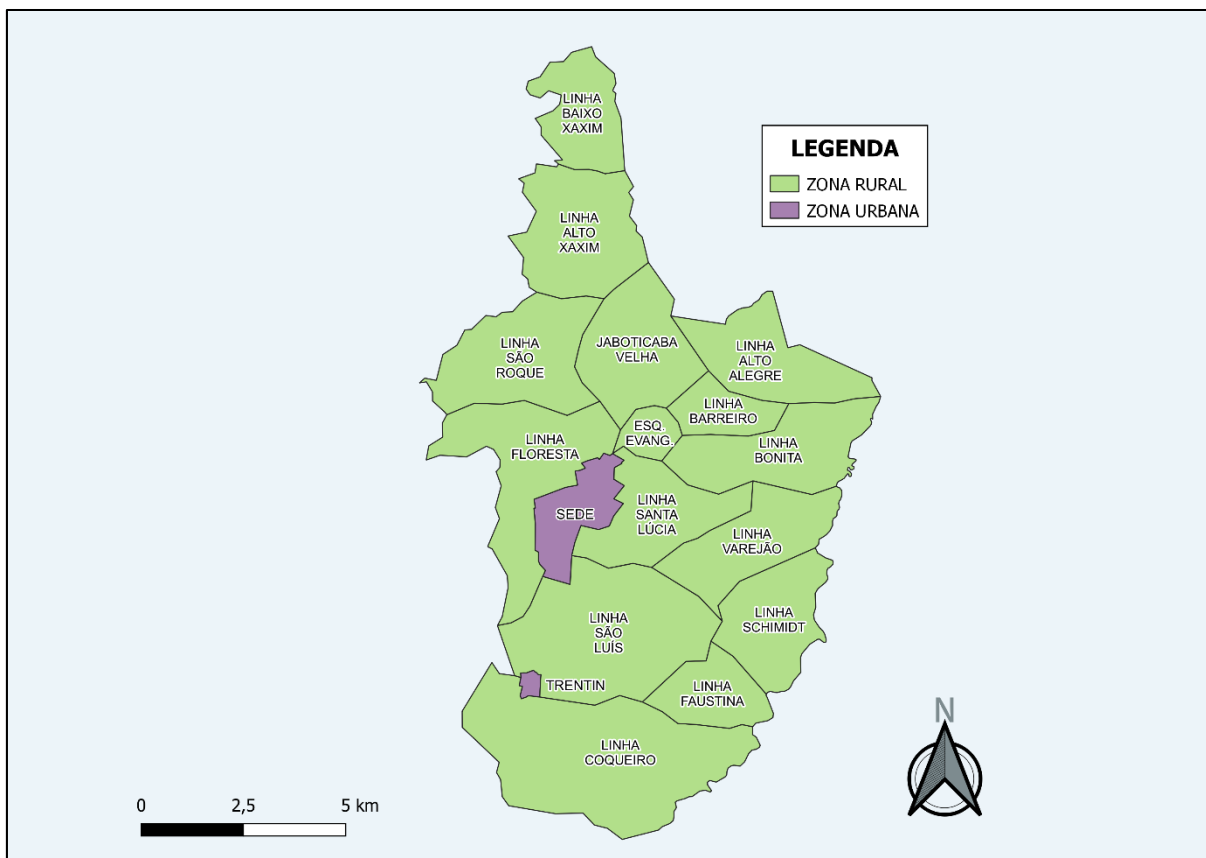 LINHA
BAIXO
XAXIM
LEGENDA
ZONA RURAL
ZONA URBANA
LINHA
ALTO
XAXIM
LINHA
SÃO
ROQUE
JABOTICABA
VELHA
LINHA
ALTO
ALEGRE
LINHA
BARREIRO
ESQ.
EVANG.
LINHA
FLORESTA
LINHA
BONITA
SEDE
LINHA
SANTA
LÚCIA
LINHA
VAREJÃO
LINHA
SCHIMIDT
LINHA
SÃO
LUÍS
TRENTIN
LINHA
FAUSTINA
LINHA
COQUEIRO
N
0 2,5 5 km